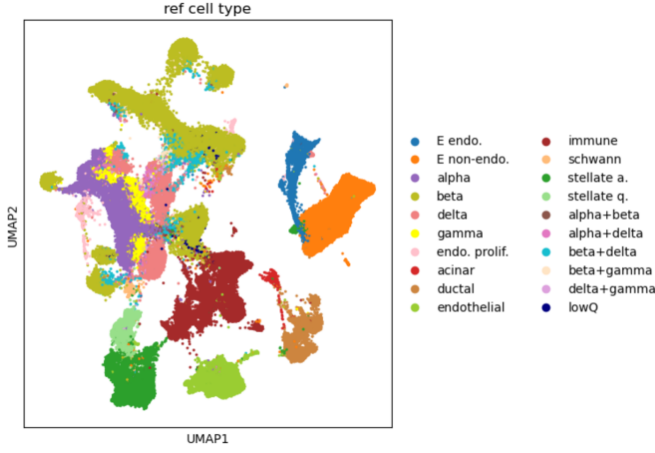 ref cell type
UMAP2
UMAP1
E endo.
E non-endo.
alpha
beta
delta
gamma
endo. prolif.
acinar
ductal
endothelial
immune
schwann
stellate a.
stellate q.
alpha+beta
alpha+delta
beta+delta
beta+gamma
delta+gamma
lowQ